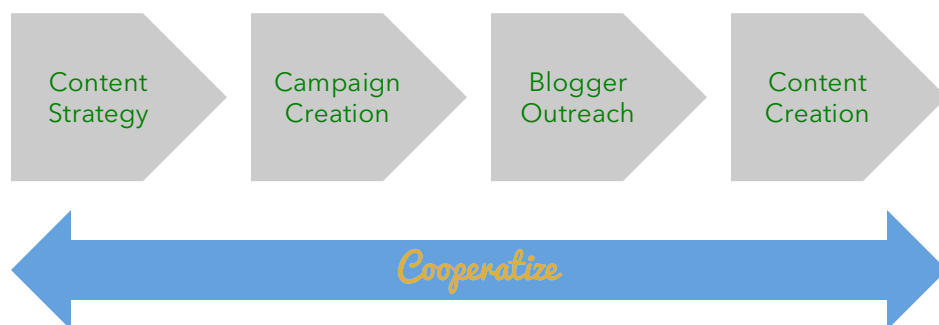 Content
Strategy
Campaign
Creation
Blogger
Outreach
Content
Creation
Cooperatize